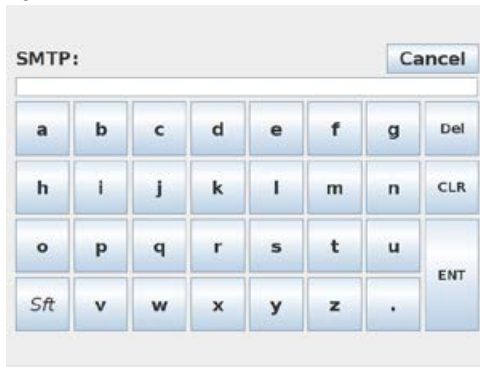 SMTP: Cancel
a b c d e f g Del
h i j k l m n CLR
o p q r s t u
ENT
Sft v w x y z .